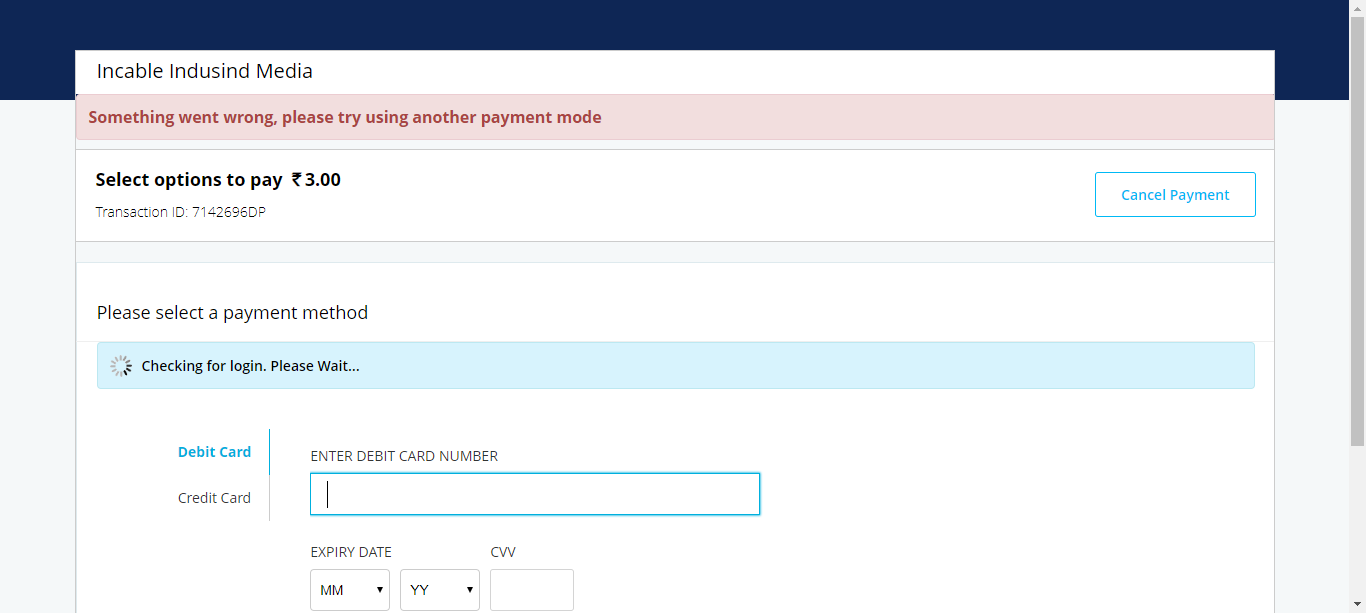 Incable Indusind Media
Something went wrong, please try using another payment mode
Select options to pay ₹ 3.00
Transaction ID: 7142696DP
Cancel Payment
Please select a payment method
Checking for login. Please Wait...
Debit Card
Credit Card
ENTER DEBIT CARD NUMBER
EXPIRY DATE CVV
MM YY